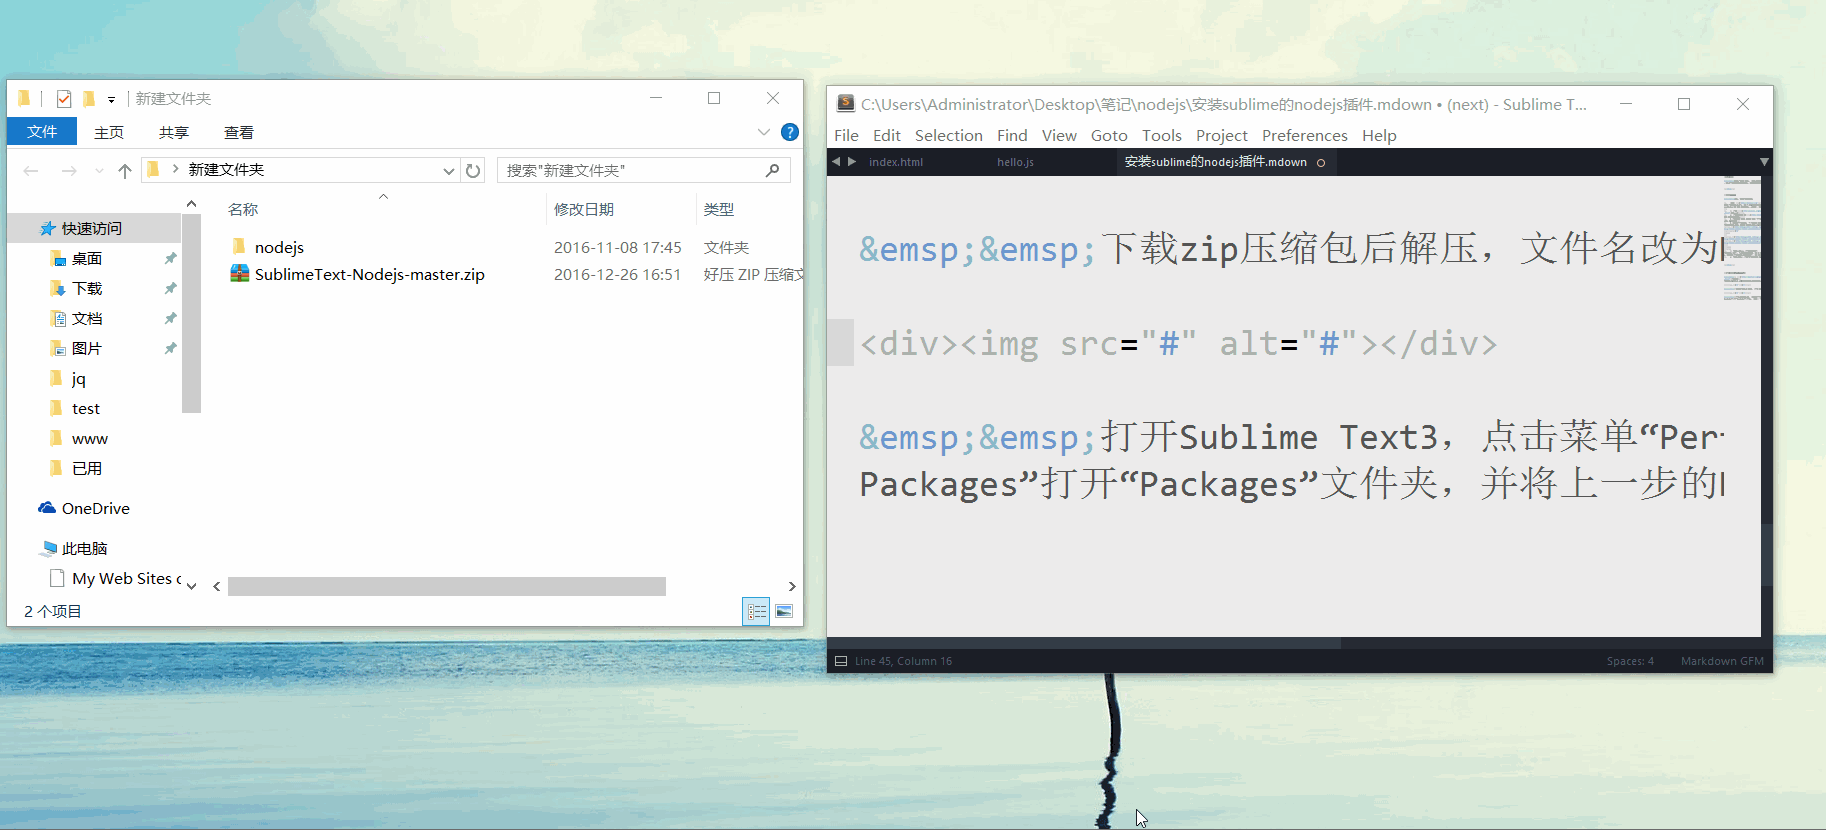 新建文件夹
文件 主页 共享 查看
新建文件夹
搜索"新建文件夹"
名称 修改日期 类型
快速访问
桌面
下载
文档
图片
jq
test
www
已用
OneDrive
此电脑
My Web Sites
nodejs 2016-11-08 17:45 文件夹
SublimeText-Nodejs-master.zip 2016-12-26 16:51 好压 ZIP 压缩文
2 个项目
C:\Users\Administrator\Desktop\笔记\nodejs\安装sublime的nodejs插件.mdown • (next) - Sublime T...
File Edit Selection Find View Goto Tools Project Preferences Help
index.html hello.js 安装sublime的nodejs插件.mdown
&emsp;&emsp;下载zip压缩包后解压，文件名改为
<div><img src="#" alt="#"></div>
&emsp;&emsp;打开Sublime Text3，点击菜单“Per
Packages”打开“Packages”文件夹，并将上一步的
Line 45, Column 16 Spaces: 4 Markdown GFM